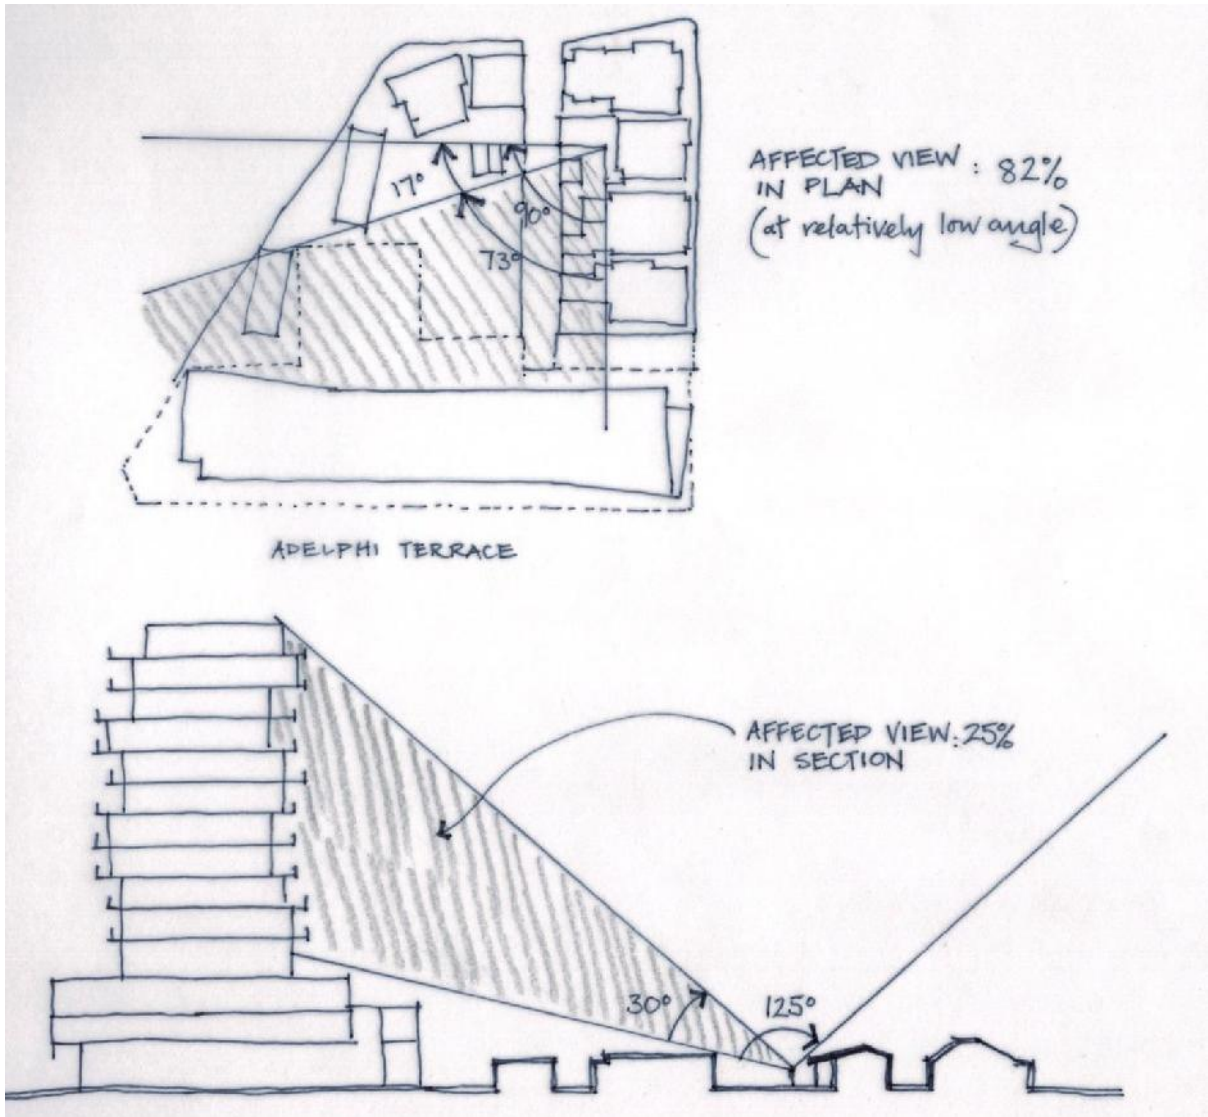 AFFECTED VIEW : 82%
IN PLAN
(at relatively low angle)
17°
90°
73°
ADELPHI TERRACE
AFFECTED VIEW: 25%
IN SECTION
30°
125°